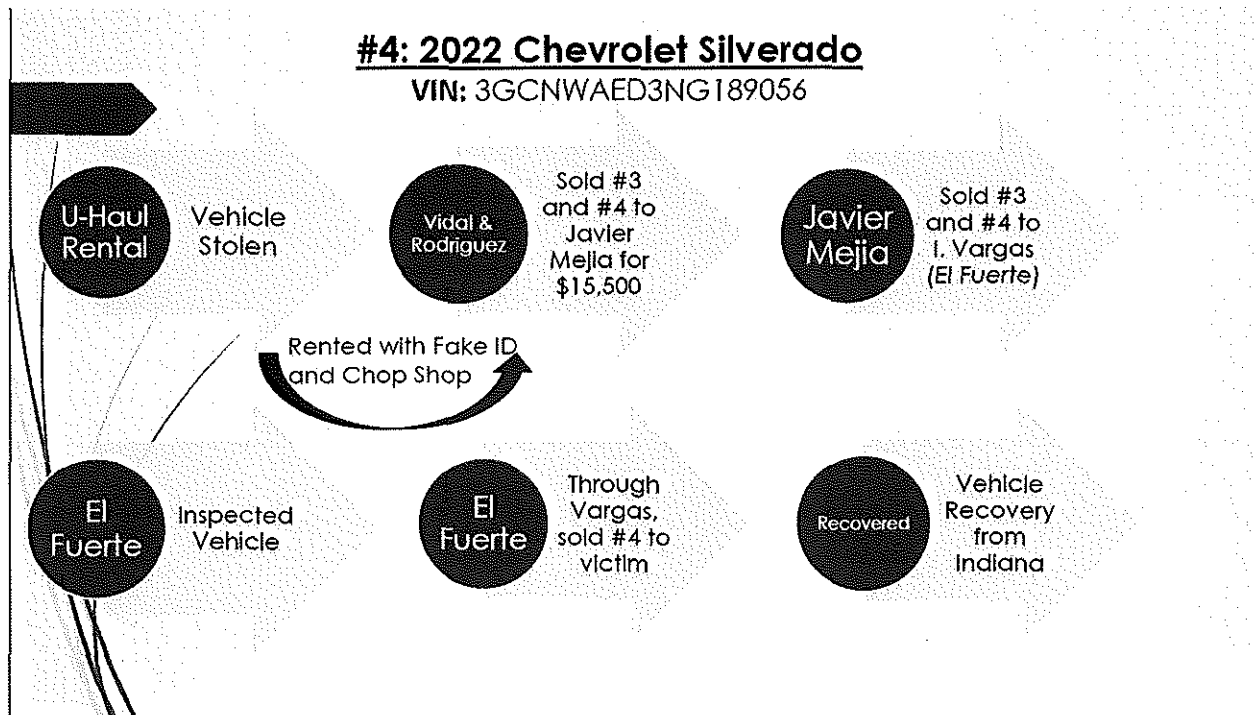 #4: 2022 Chevrolet Silverado
VIN: 3GCNWAED3NG189056
U-Haul
Rental
Vehicle
Stolen
Vidal &
Rodriguez
Sold #3
and #4 to
Javier
Mejia for
$15,500
Javier
Mejia
Sold #3
and #4 to
I. Vargas
(El Fuerte)
Rented with Fake ID
and Chop Shop
El
Fuerte
Inspected
Vehicle
El
Fuerte
Through
Vargas,
sold #4 to
victim
Recovered
Vehicle
Recovery
from
Indiana